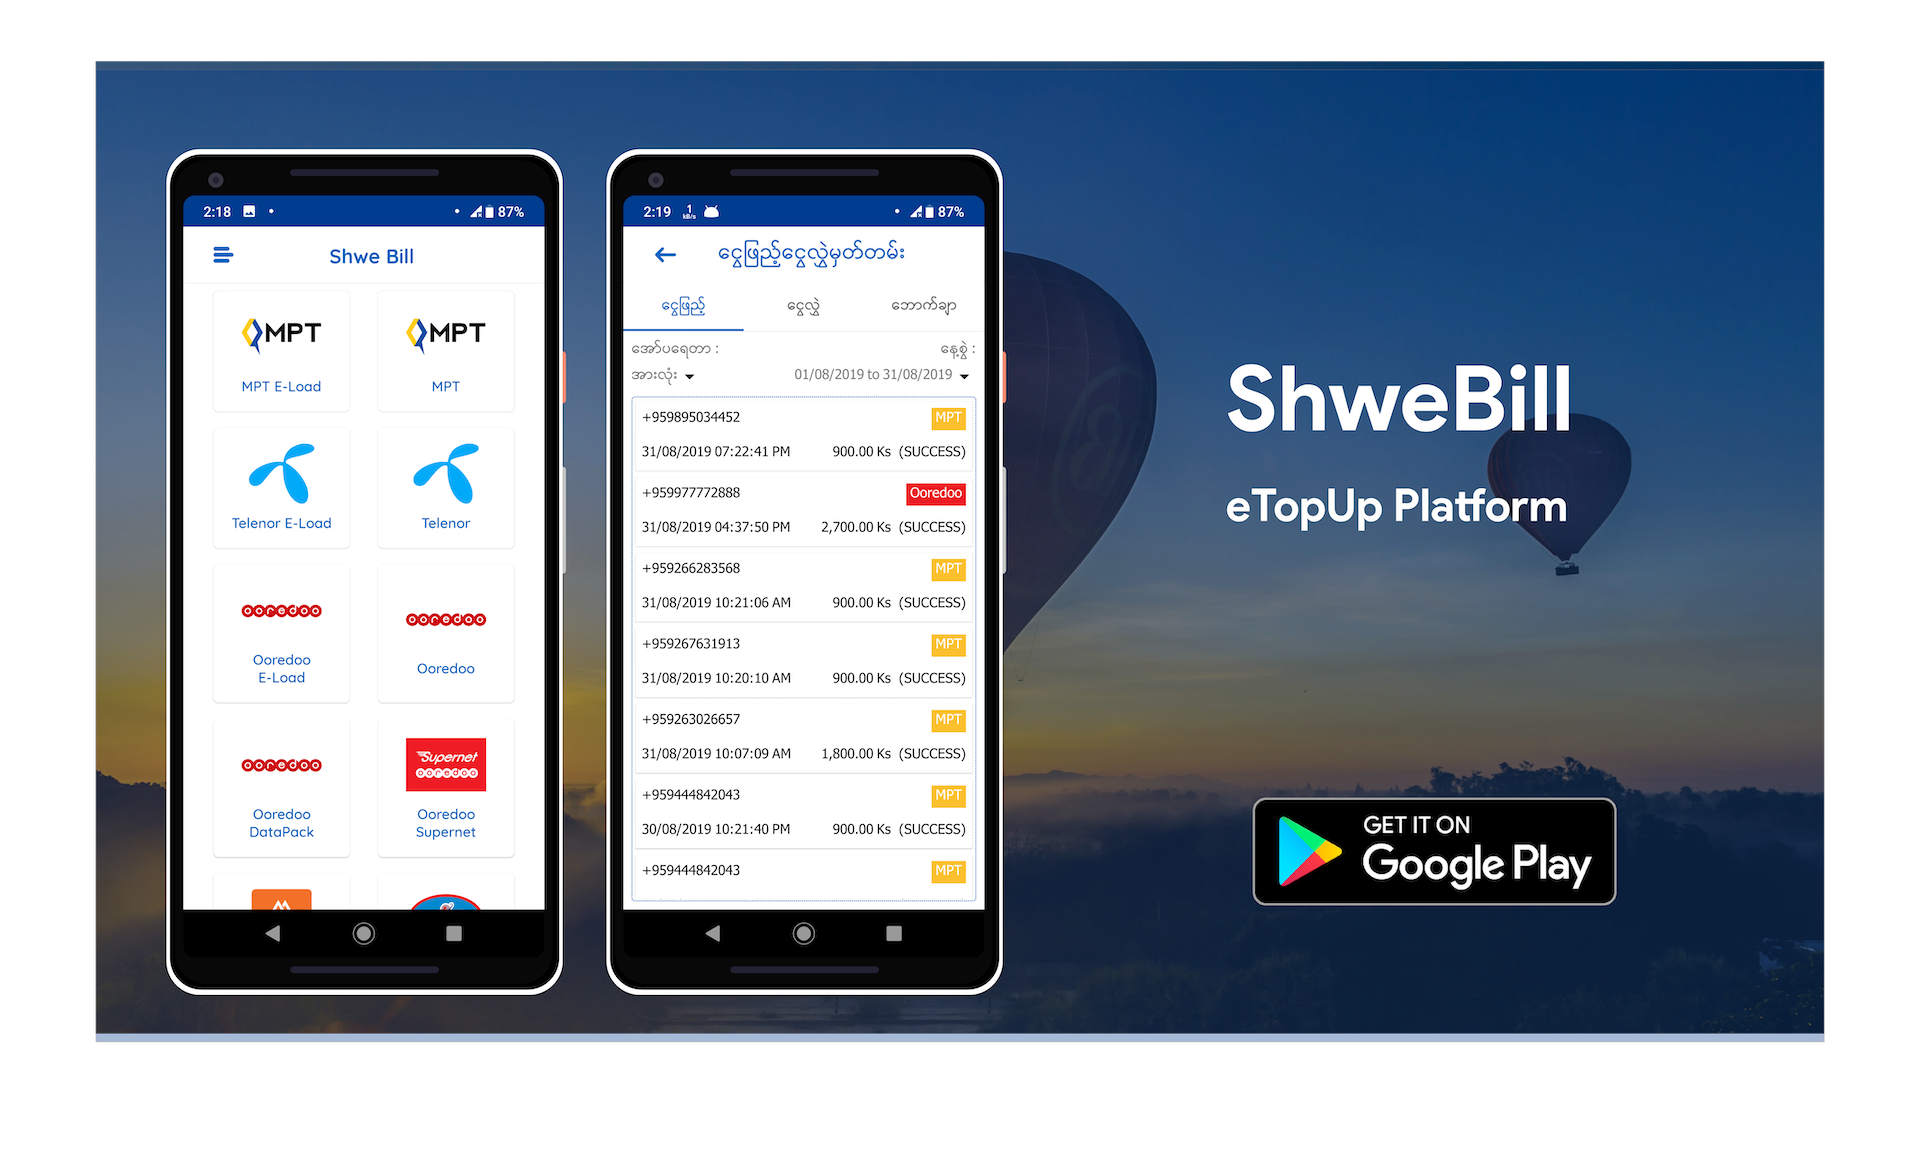 2:18
87%
Shwe Bill
MPT
MPT E-Load
MPT
MPT
Telenor E-Load
Telenor
ooredoo
Ooredoo
E-Load
ooredoo
Ooredoo
ooredoo
Ooredoo
DataPack
Supernet
ooredoo
Ooredoo
Supernet
2:19
1
kB/s
87%
ငွေဖြည့်ငွေလွှဲမှတ်တမ်း
ငွေဖြည့် ငွေလွှဲ ဘောက်ချာ
အော်ပရေတာ : နေ့စွဲ :
အားလုံး 01/08/2019 to 31/08/2019
+959895034452 MPT
31/08/2019 07:22:41 PM 900.00 Ks (SUCCESS)
+959977772888 Ooredoo
31/08/2019 04:37:50 PM 2,700.00 Ks (SUCCESS)
+959266283568 MPT
31/08/2019 10:21:06 AM 900.00 Ks (SUCCESS)
+959267631913 MPT
31/08/2019 10:20:10 AM 900.00 Ks (SUCCESS)
+959263026657 MPT
31/08/2019 10:07:09 AM 1,800.00 Ks (SUCCESS)
+959444842043 MPT
30/08/2019 10:21:40 PM 900.00 Ks (SUCCESS)
+959444842043 MPT
ShweBill
eTopUp Platform
GET IT ON
Google Play